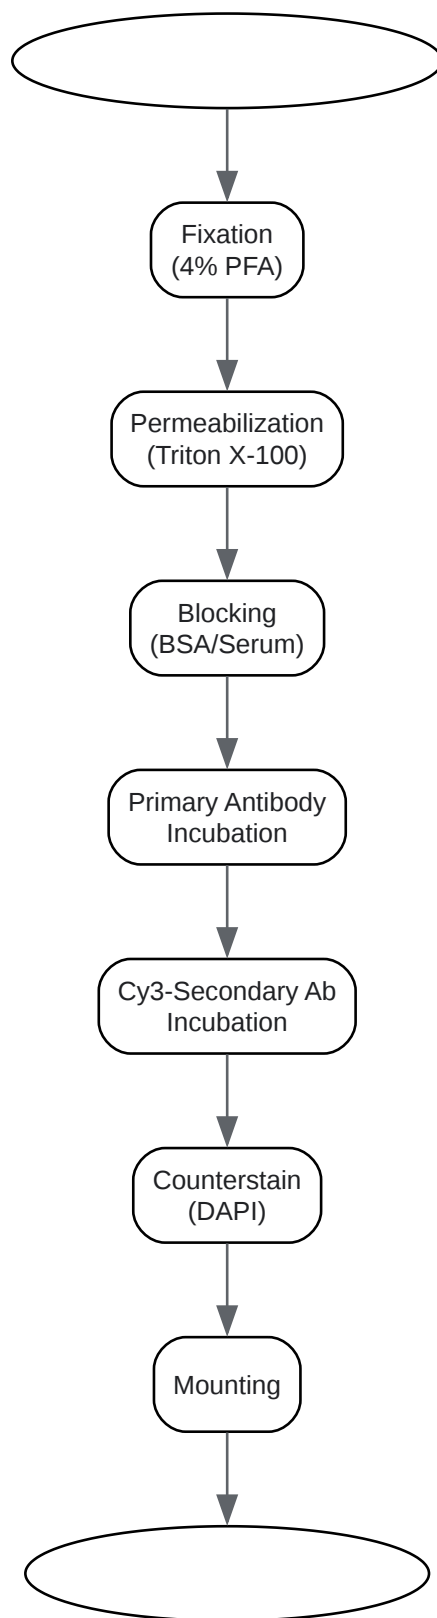 Fixation
(4% PFA)
Permeabilization
(Triton X-100)
Blocking
(BSA/Serum)
Primary Antibody
Incubation
Cy3-Secondary Ab
Incubation
Counterstain
(DAPI)
Mounting